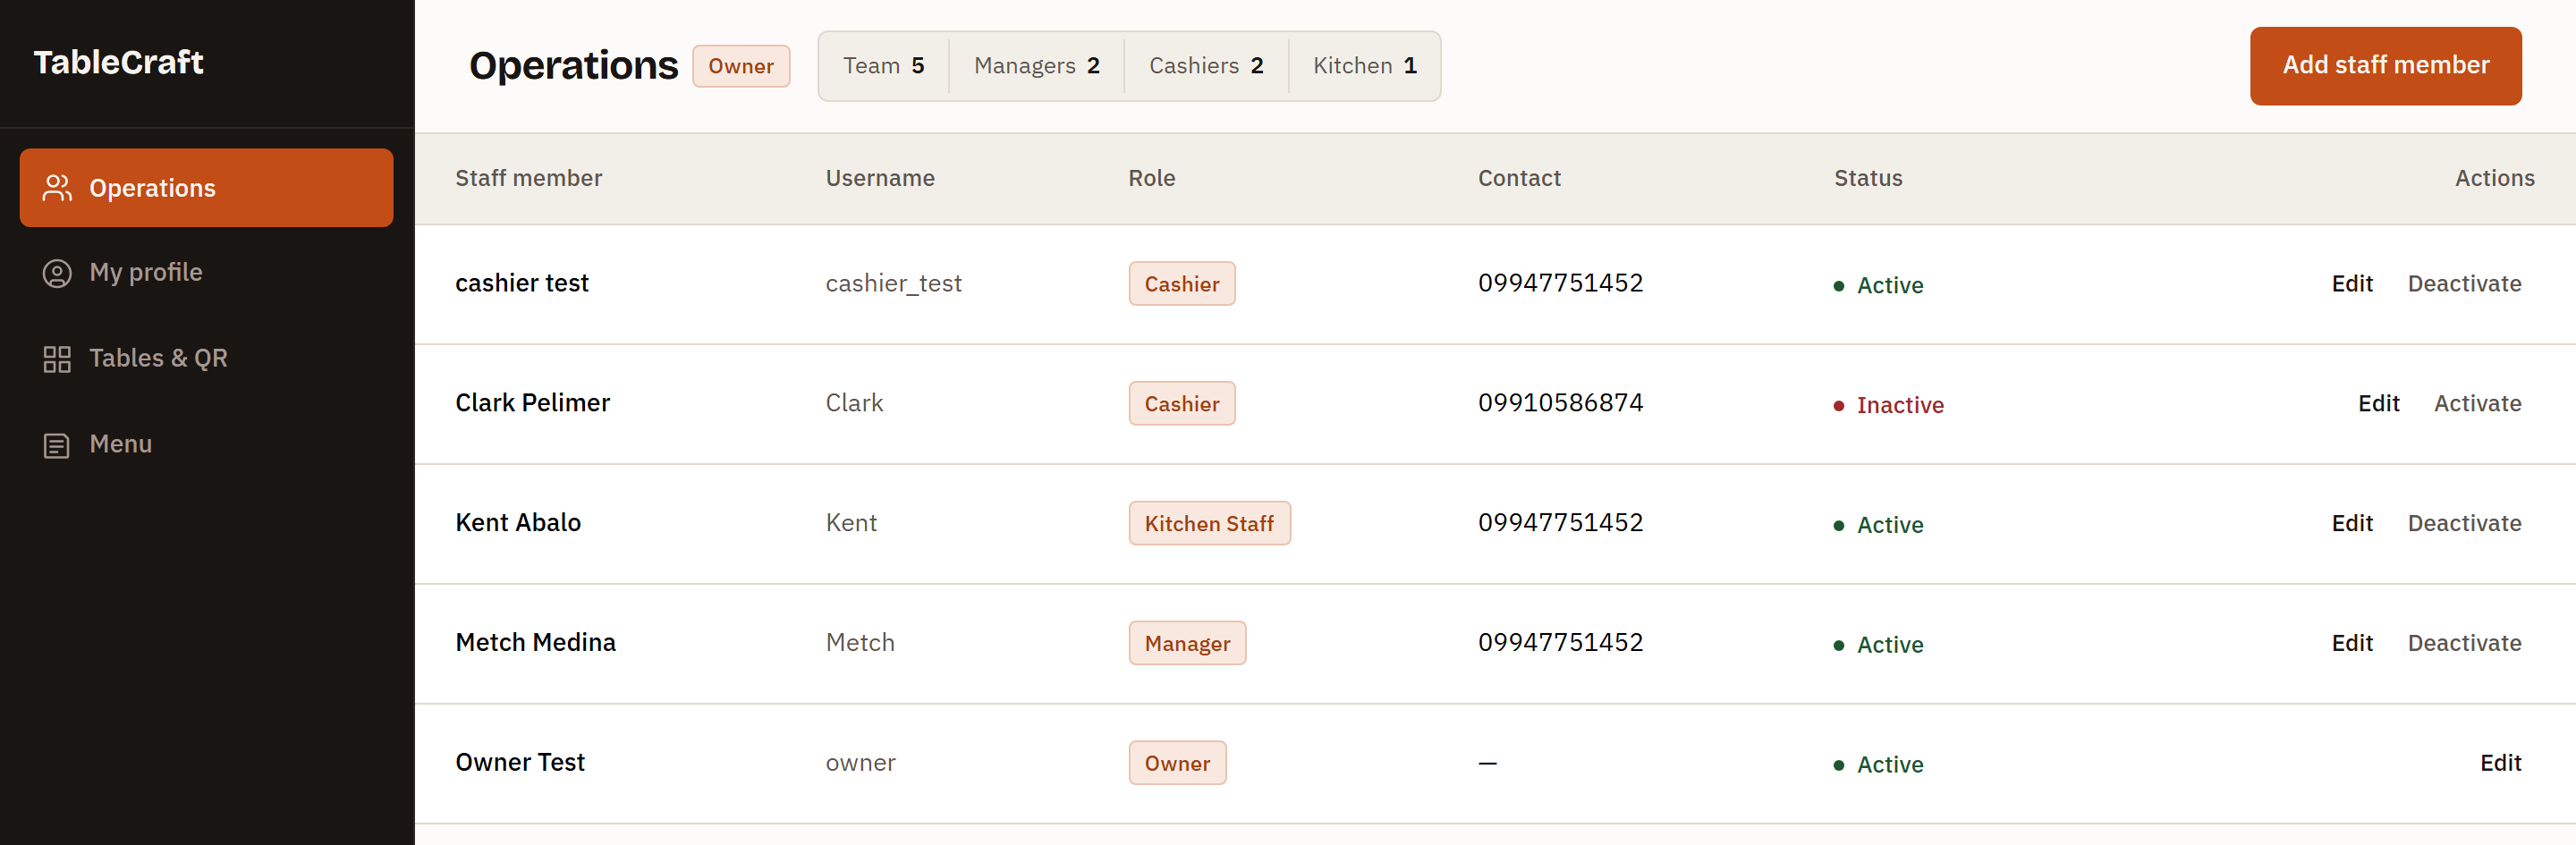 TableCraft
Operations
My profile
Tables & QR
Menu
Operations Owner Team 5 Managers 2 Cashiers 2 Kitchen 1 Add staff member
Staff member Username Role Contact Status Actions
cashier test cashier_test Cashier 09947751452 Active Edit Deactivate
Clark Pelimer Clark Cashier 09910586874 Inactive Edit Activate
Kent Abalo Kent Kitchen Staff 09947751452 Active Edit Deactivate
Metch Medina Metch Manager 09947751452 Active Edit Deactivate
Owner Test owner Owner — Active Edit